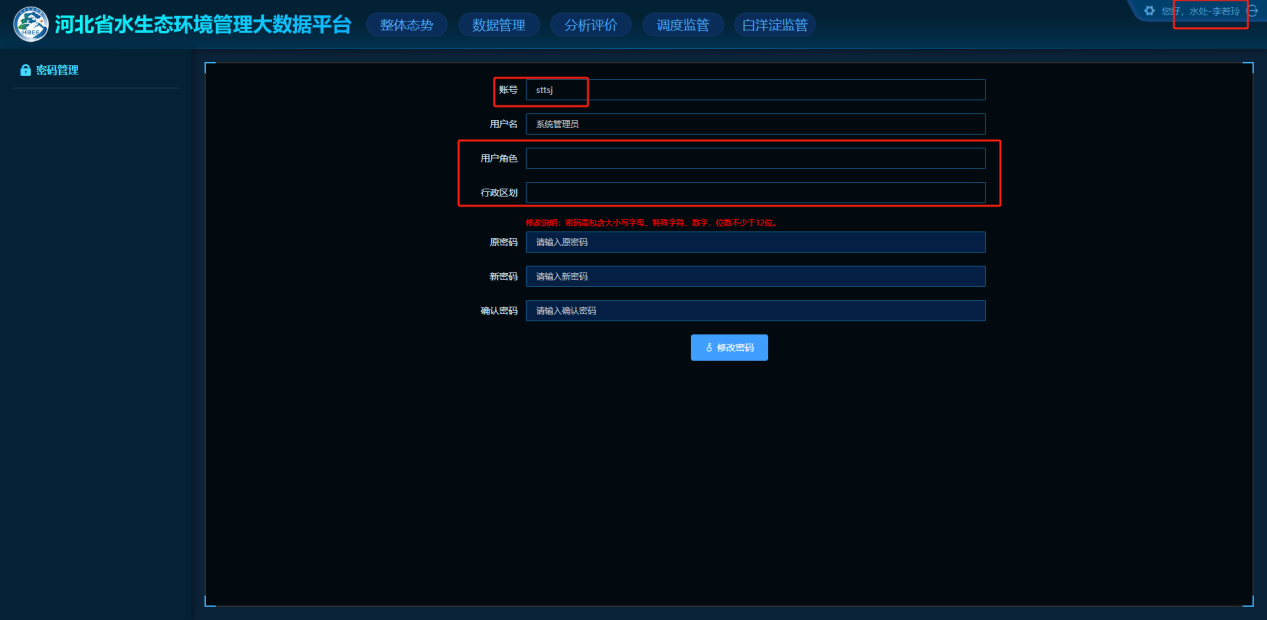 河北省水生态环境管理大数据平台
整体态势
数据管理
分析评价
调度监管
白洋淀监管
您好，水处-李若玲
密码管理
账号 sttsj
用户名 系统管理员
用户角色
行政区划
修改说明：密码需包含大小写字母、特殊字符、数字，位数不少于12位。
原密码 请输入原密码
新密码 请输入新密码
确认密码 请输入确认密码
修改密码